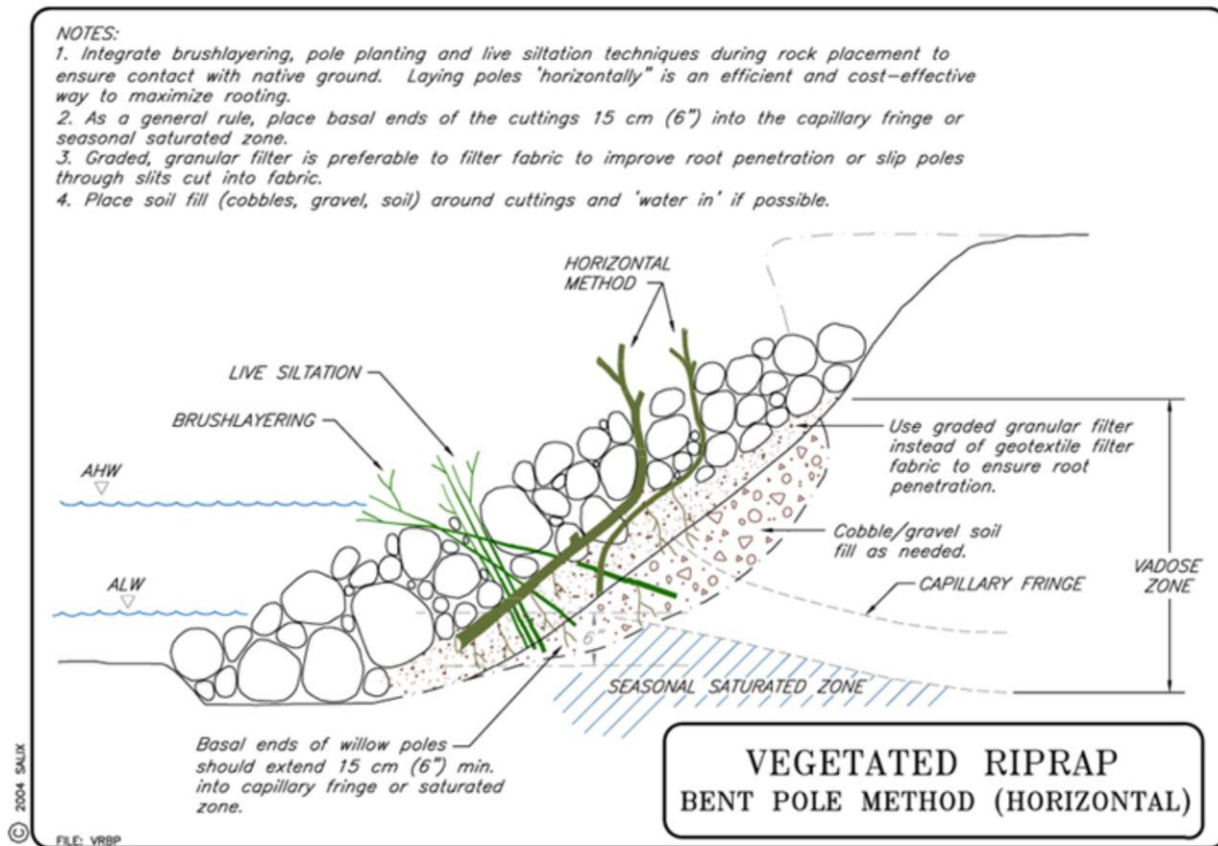 NOTES:
1. Integrate brushlayering, pole planting and live siltation techniques during rock placement to
ensure contact with native ground. Laying poles 'horizontally" is an efficient and cost-effective
way to maximize rooting.
2. As a general rule, place basal ends of the cuttings 15 cm (6") into the capillary fringe or
seasonal saturated zone.
3. Graded, granular filter is preferable to filter fabric to improve root penetration or slip poles
through slits cut into fabric.
4. Place soil fill (cobbles, gravel, soil) around cuttings and 'water in' if possible.
HORIZONTAL
METHOD
LIVE SILTATION
BRUSHLAYERING
AHW
ALW
Use graded granular filter
instead of geotextile filter
fabric to ensure root
penetration.
Cobble/gravel soil
fill as needed.
VADOSE
ZONE
CAPILLARY FRINGE
6"
SEASONAL SATURATED ZONE
Basal ends of willow poles
should extend 15 cm (6") min.
into capillary fringe or saturated
zone.
VEGETATED RIPRAP
BENT POLE METHOD (HORIZONTAL)
© 2004 SALIX
FILE: VRBP